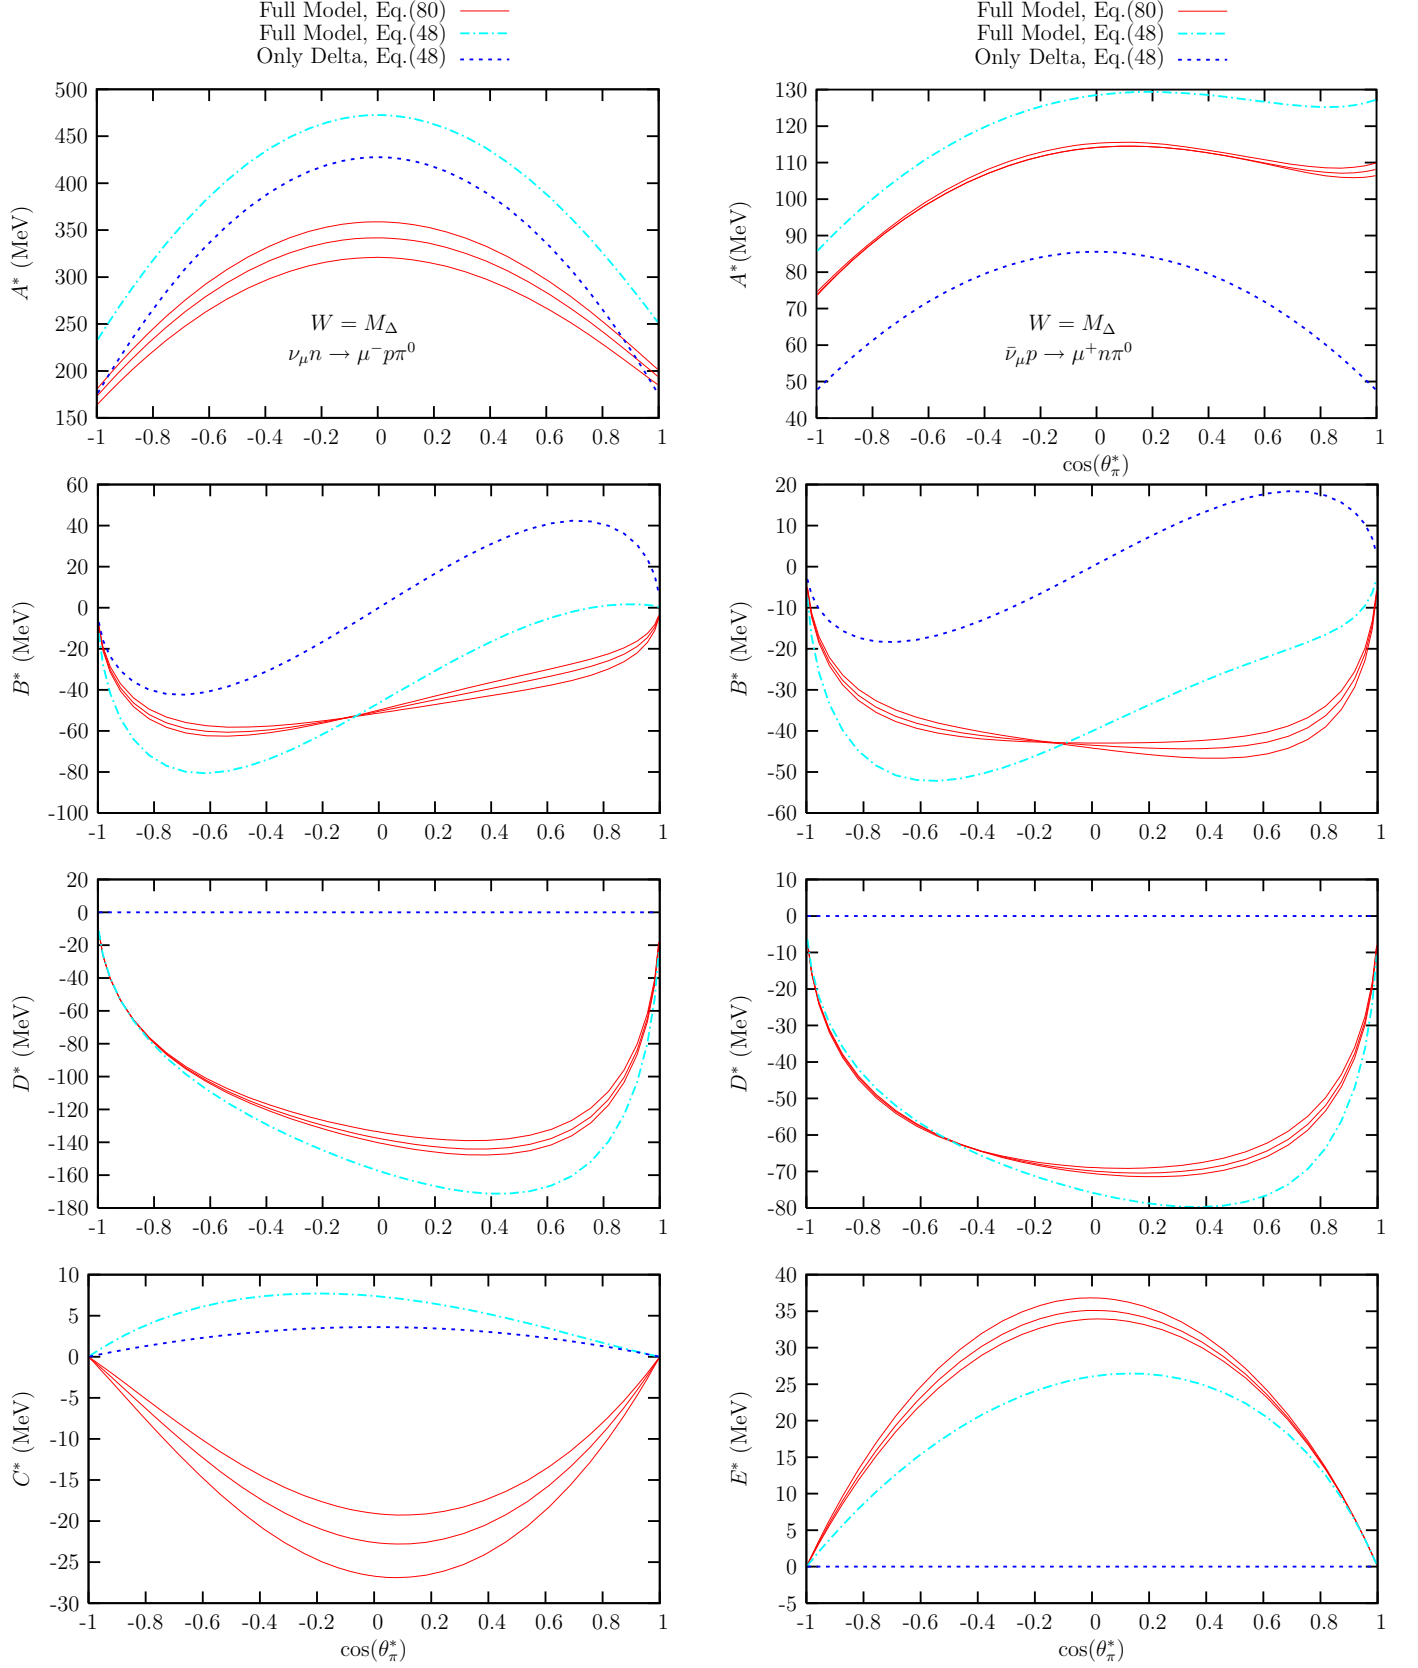 Full Model, Eq.(80)
Full Model, Eq.(48)
Only Delta, Eq.(48)
500
450
400
350
300
250
200
150
A* (MeV)
W = M_Δ
ν_μ n → μ⁻pπ⁰
-1 -0.8 -0.6 -0.4 -0.2 0 0.2 0.4 0.6 0.8 1
Full Model, Eq.(80)
Full Model, Eq.(48)
Only Delta, Eq.(48)
130
120
110
100
90
80
70
60
50
40
A*(MeV)
W = M_Δ
ν̄_μ p → μ⁺nπ⁰
-1 -0.8 -0.6 -0.4 -0.2 0 0.2 0.4 0.6 0.8 1
cos(θ*_π)
60
40
20
0
-20
-40
-60
-80
-100
B* (MeV)
-1 -0.8 -0.6 -0.4 -0.2 0 0.2 0.4 0.6 0.8 1
20
10
0
-10
-20
-30
-40
-50
-60
B* (MeV)
-1 -0.8 -0.6 -0.4 -0.2 0 0.2 0.4 0.6 0.8 1
20
0
-20
-40
-60
-80
-100
-120
-140
-160
-180
D* (MeV)
-1 -0.8 -0.6 -0.4 -0.2 0 0.2 0.4 0.6 0.8 1
10
0
-10
-20
-30
-40
-50
-60
-70
-80
D* (MeV)
-1 -0.8 -0.6 -0.4 -0.2 0 0.2 0.4 0.6 0.8 1
10
5
0
-5
-10
-15
-20
-25
-30
C* (MeV)
-1 -0.8 -0.6 -0.4 -0.2 0 0.2 0.4 0.6 0.8 1
cos(θ*_π)
40
35
30
25
20
15
10
5
0
-5
E* (MeV)
-1 -0.8 -0.6 -0.4 -0.2 0 0.2 0.4 0.6 0.8 1
cos(θ*_π)